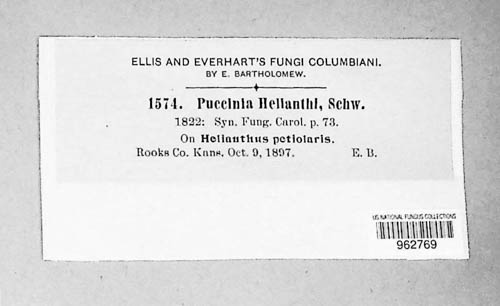 ELLIS AND EVERHART'S FUNGI COLUMBIANI.
BY E. BARTHOLOMEW.
1574. Puccinia Helianthi, Schw.
1822: Syn. Fung. Carol. p. 73.
On Helianthus petiolaris.
Rooks Co. Kans. Oct. 9, 1897. E. B.
US NATIONAL FUNGUS COLLECTIONS
962769